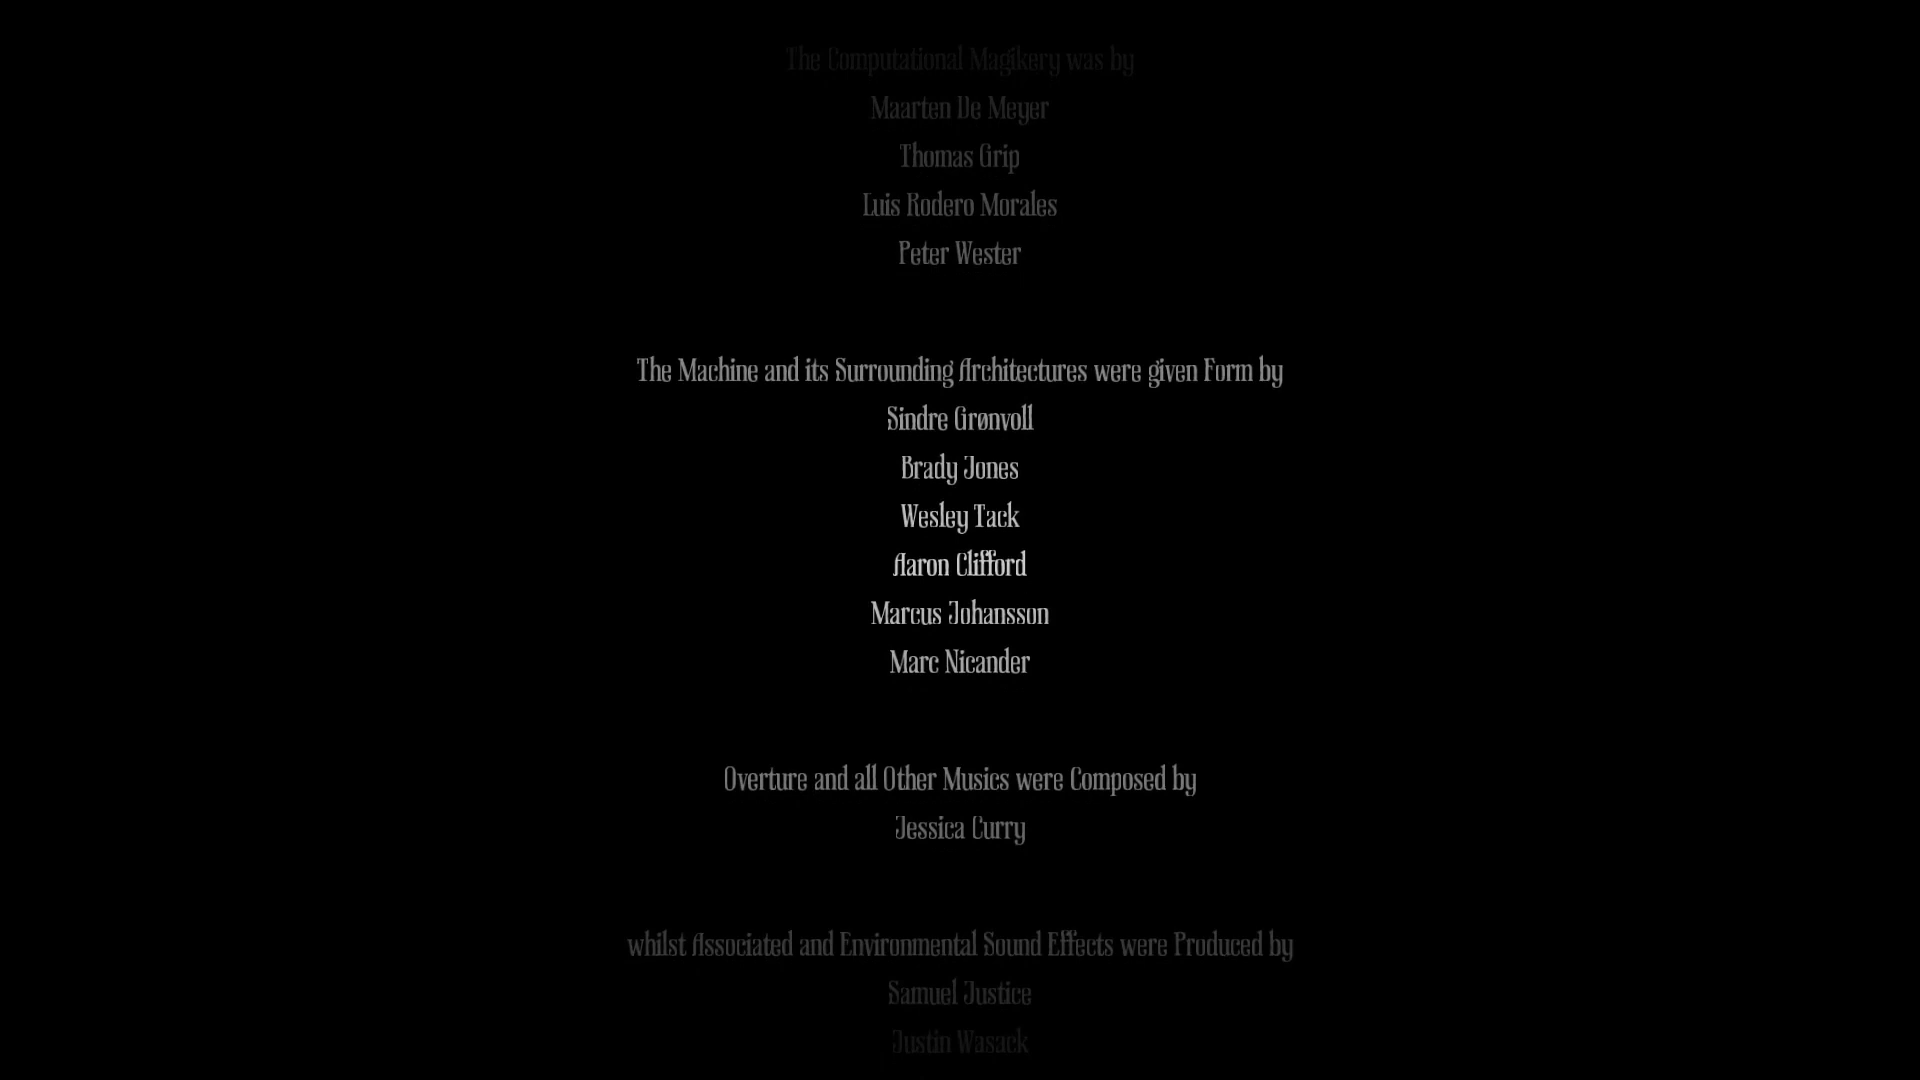 The Computational Magikery was by
Maarten De Meyer
Thomas Grip
Luis Rodero Morales
Peter Wester
The Machine and its Surrounding Architectures were given Form by
Sindre Grønvoll
Brady Jones
Wesley Tack
Aaron Clifford
Marcus Johansson
Marc Nicander
Overture and all Other Musics were Composed by
Jessica Curry
whilst Associated and Environmental Sound Effects were Produced by
Samuel Justice
Justin Wasack